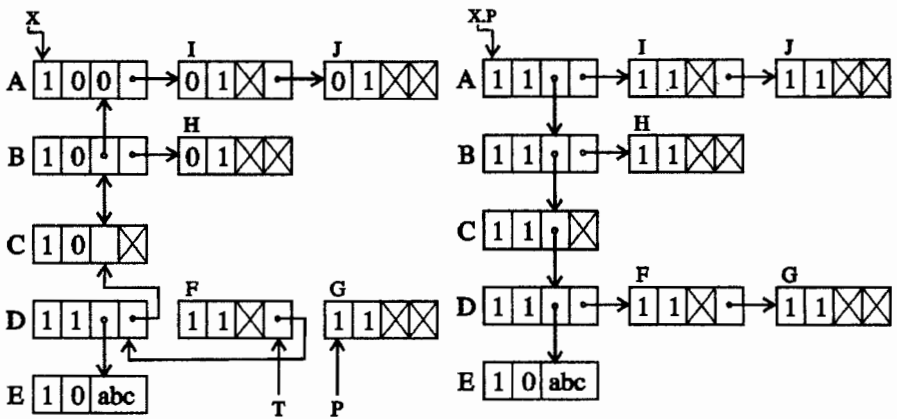 X
I J
A 1 0 0 0 1 0 1
H
B 1 0 0 1
C 1 0
F G
D 1 1 1 1 1 1
E 1 0 abc
T P
X.P
I J
A 1 1 1 1 1 1
H
B 1 1 1 1
C 1 1
F G
D 1 1 1 1 1 1
E 1 0 abc